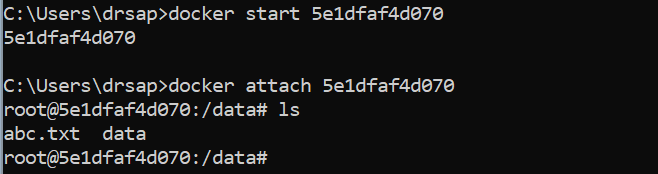 C:\Users\drsap>docker start 5e1dfaf4d070
5e1dfaf4d070
C:\Users\drsap>docker attach 5e1dfaf4d070
root@5e1dfaf4d070:/data# ls
abc.txt  data
root@5e1dfaf4d070:/data#